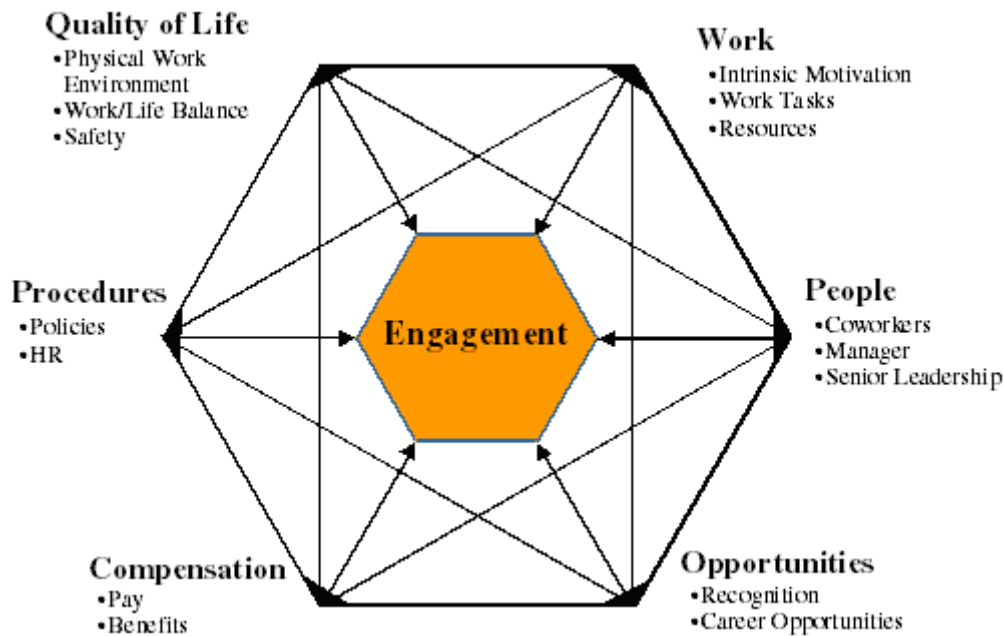 Quality of Life
•Physical Work
Environment
•Work/Life Balance
•Safety
Work
•Intrinsic Motivation
•Work Tasks
•Resources
Procedures
•Policies
•HR
Engagement
People
•Coworkers
•Manager
•Senior Leadership
Compensation
•Pay
•Benefits
Opportunities
•Recognition
•Career Opportunities